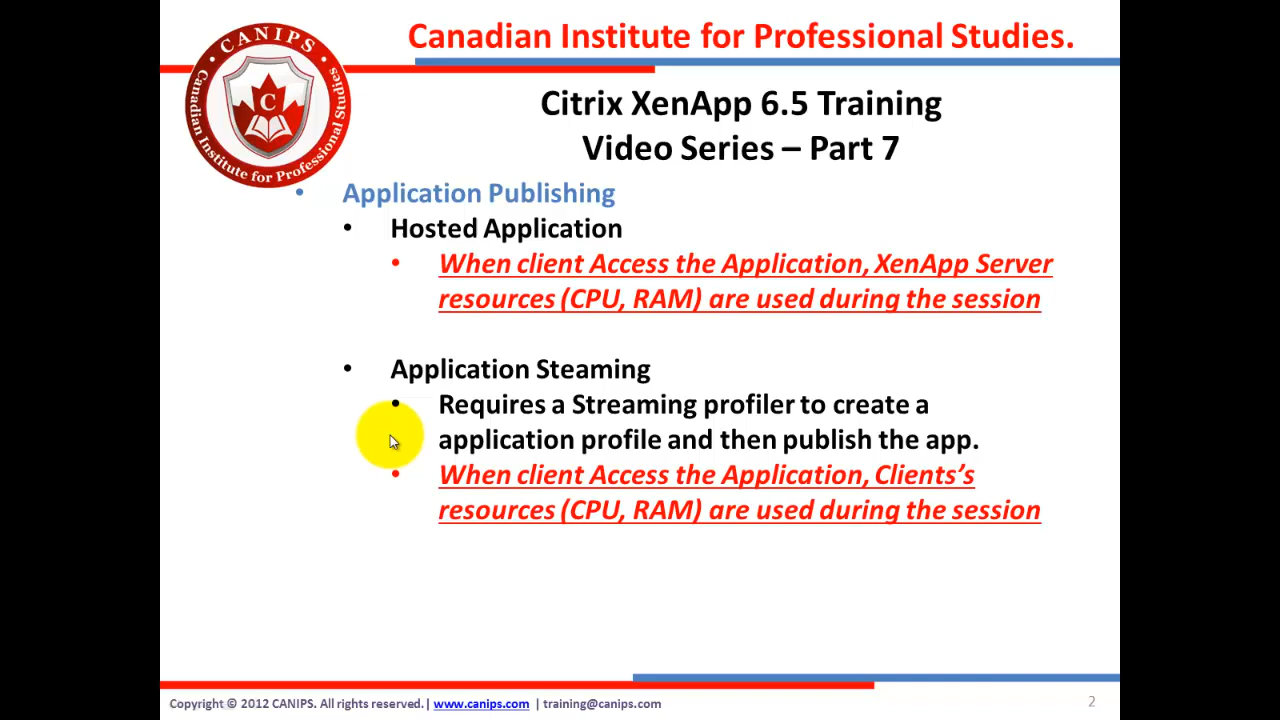 Canadian Institute for Professional Studies.
CANIPS
Canadian Institute for Professional Studies
C
Citrix XenApp 6.5 Training
Video Series – Part 7
• Application Publishing
• Hosted Application
• When client Access the Application, XenApp Server
resources (CPU, RAM) are used during the session
• Application Steaming
• Requires a Streaming profiler to create a
application profile and then publish the app.
• When client Access the Application, Clients's
resources (CPU, RAM) are used during the session
Copyright © 2012 CANIPS. All rights reserved.| www.canips.com | training@canips.com
2